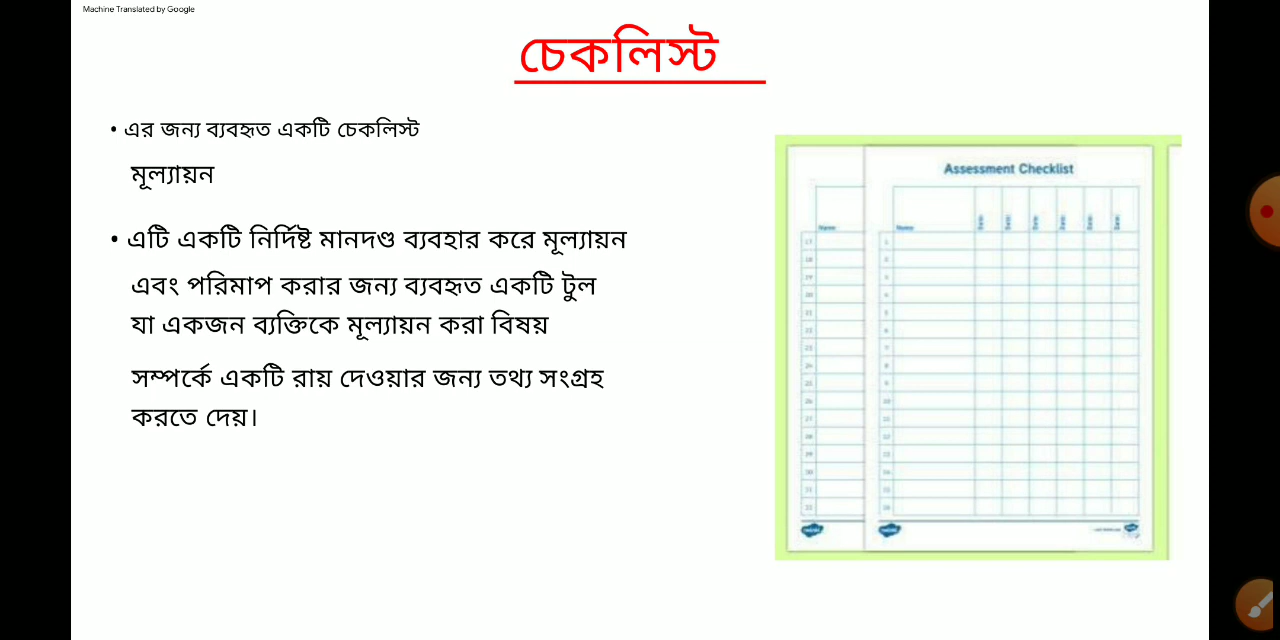 Machine Translated by Google
চেকলিস্ট
• এর জন্য ব্যবহৃত একটি চেকলিস্ট
মূল্যায়ন
• এটি একটি নির্দিষ্ট মানদণ্ড ব্যবহার করে মূল্যায়ন
এবং পরিমাপ করার জন্য ব্যবহৃত একটি টুল
যা একজন ব্যক্তিকে মূল্যায়ন করা বিষয়
সম্পর্কে একটি রায় দেওয়ার জন্য তথ্য সংগ্রহ
করতে দেয়।
Assessment Checklist
Name
Name